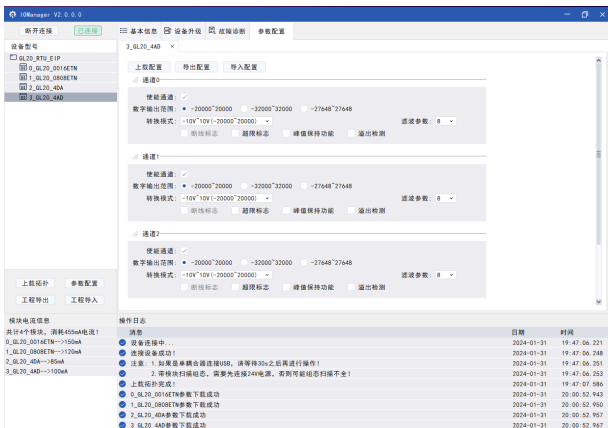 IOManager V2.0.0.0
断开连接 已连接 基本信息 设备升级 故障诊断 参数配置
设备型号
GL20_RTU_EIP
0_GL20_0016ETN
1_GL20_0808ETN
2_GL20_4DA
3_GL20_4AD
上载拓扑 参数配置
工程导出 工程导入
3_GL20_4AD ×
上载配置 导出配置 导入配置
通道0
使能通道:
数字输出范围: -20000~20000 -32000~32000 -27648~27648
转换模式: -10V~10V(-20000~20000) 滤波参数: 8
断线标志 超限标志 峰值保持功能 溢出检测
通道1
使能通道:
数字输出范围: -20000~20000 -32000~32000 -27648~27648
转换模式: -10V~10V(-20000~20000) 滤波参数: 8
断线标志 超限标志 峰值保持功能 溢出检测
通道2
使能通道:
数字输出范围: -20000~20000 -32000~32000 -27648~27648
转换模式: -10V~10V(-20000~20000) 滤波参数: 8
断线标志 超限标志 峰值保持功能 溢出检测
模块电流信息
共计4个模块，消耗455mA电流!
0_GL20_0016ETN-->150mA
1_GL20_0808ETN-->120mA
2_GL20_4DA-->85mA
3_GL20_4AD-->100mA
操作日志
消息 日期 时间
设备连接中... 2024-01-31 19:47:06.221
连接设备成功! 2024-01-31 19:47:06.248
注意: 1.如果是单耦合器连接USB，请等待30s之后再进行操作! 2024-01-31 19:47:06.251
2.带模块扫描组态，需要先连接24V电源，否则可能组态扫描不全! 2024-01-31 19:47:06.253
上载拓扑完成! 2024-01-31 19:47:07.586
0_GL20_0016ETN参数下载成功 2024-01-31 20:00:52.943
1_GL20_0808ETN参数下载成功 2024-01-31 20:00:52.950
2_GL20_4DA参数下载成功 2024-01-31 20:00:52.957
3_GL20_4AD参数下载成功 2024-01-31 20:00:52.967